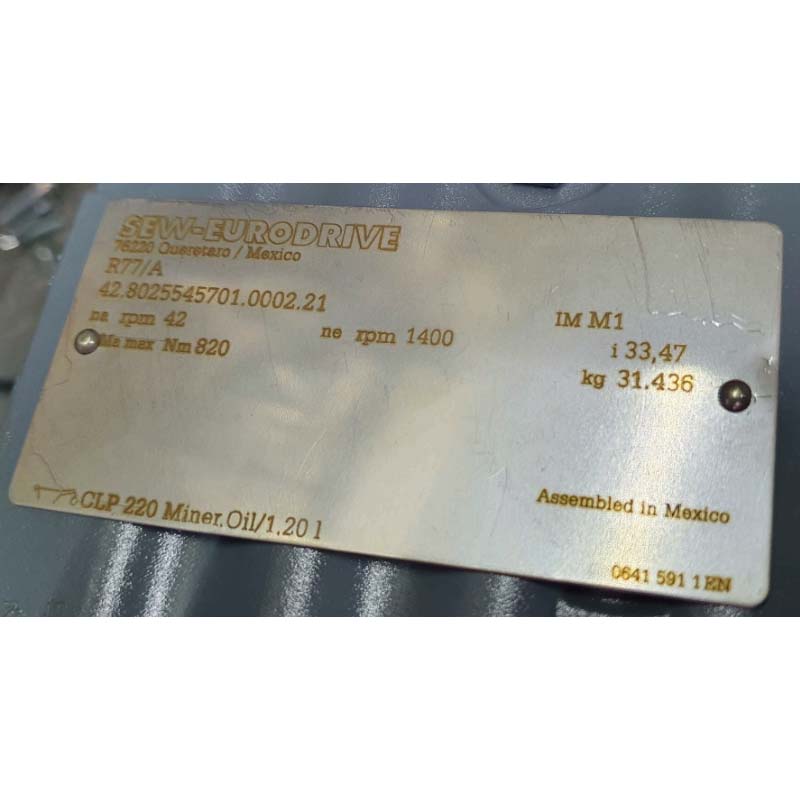 SEW-EURODRIVE
76220 Queretaro / Mexico
R77/A
42.8025545701.0002.21
na rpm 42
ne rpm 1400
IM M1
i 33,47
Ma max Nm 820
kg 31.436
CLP 220 Miner.Oil/1,20 l
Assembled in Mexico
0641 591 1 EN